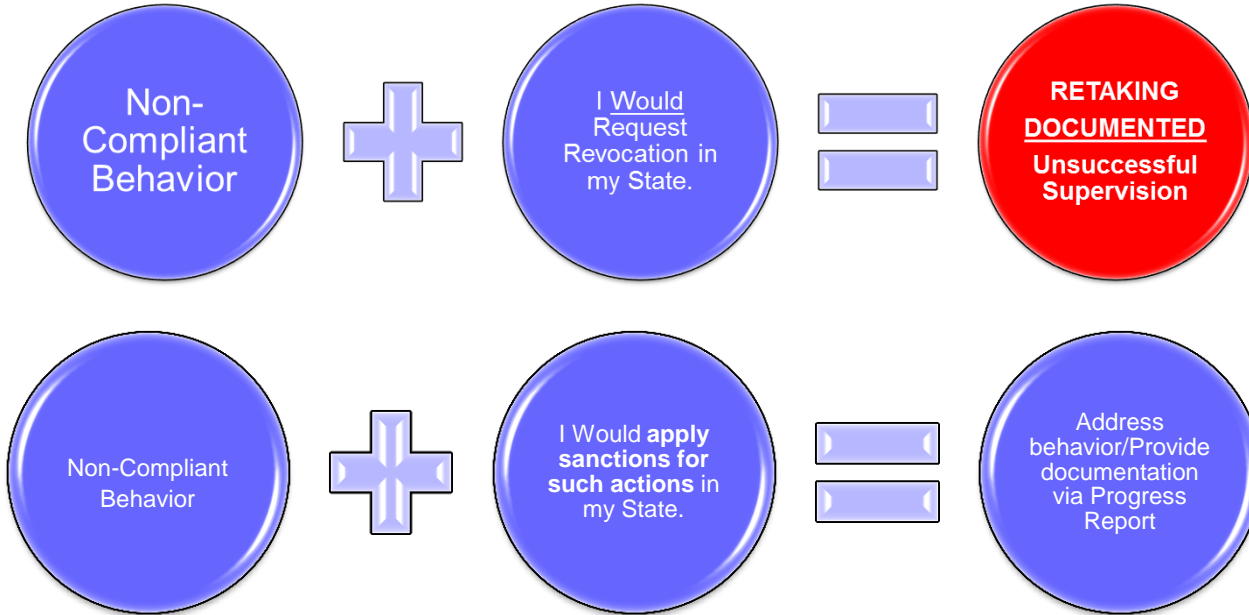 Non-
Compliant
Behavior
I Would
Request
Revocation in
my State.
RETAKING
DOCUMENTED
Unsuccessful
Supervision
Non-Compliant
Behavior
I Would apply
sanctions for
such actions in
my State.
Address
behavior/Provide
documentation
via Progress
Report